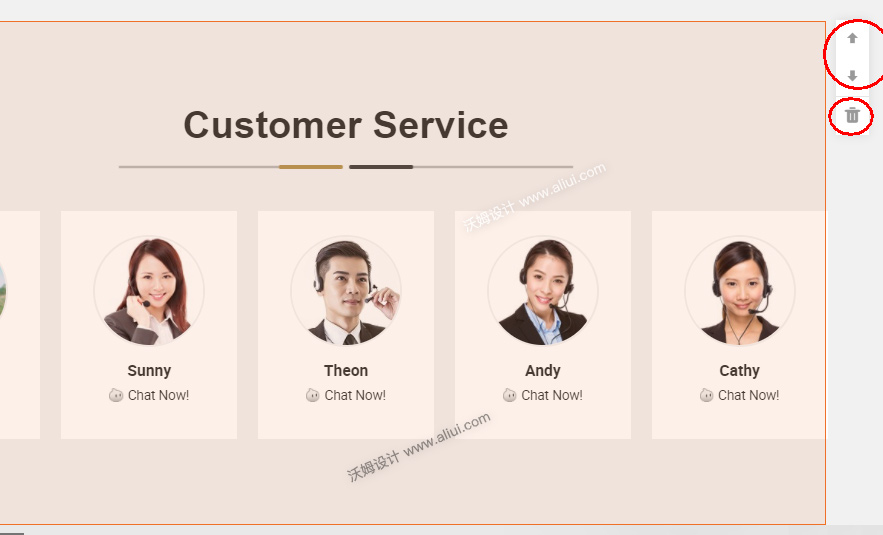 Customer Service
沃姆设计 www.aliui.com
Sunny
Theon
Andy
Cathy
Chat Now!
Chat Now!
Chat Now!
Chat Now!
沃姆设计 www.aliui.com